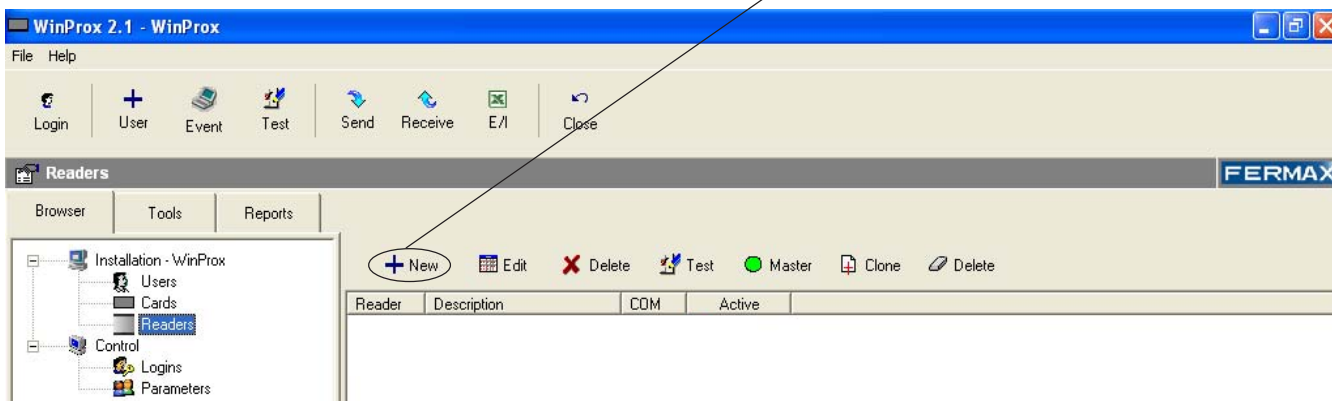 WinProx 2.1 - WinProx
File Help
Login User Event Test Send Receive E/I Close
Readers FERMAX
Browser Tools Reports
Installation - WinProx
Users
Cards
Readers
Control
Logins
Parameters
New Edit Delete Test Master Clone Delete
Reader Description COM Active